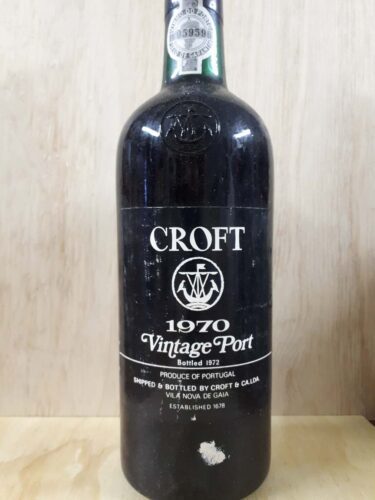 05959
CROFT
1970
Vintage Port
Bottled 1972
PRODUCE OF PORTUGAL
SHIPPED & BOTTLED BY CROFT & CA.LDA.
VILA NOVA DE GAIA
ESTABLISHED 1678